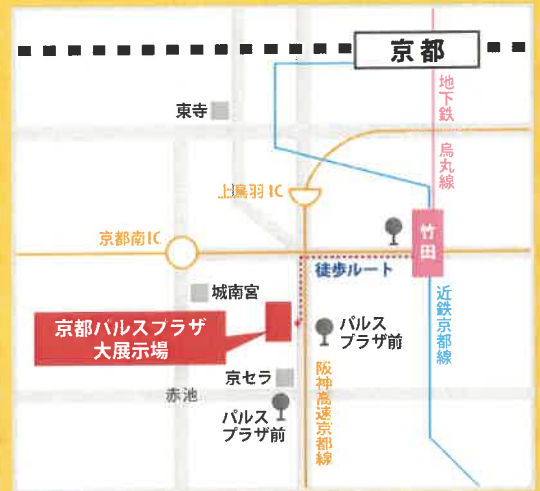 京都
地下鉄 烏丸線
東寺
上鳥羽IC
京都南IC
竹田
徒歩ルート
城南宮
近鉄京都線
京都パルスプラザ
大展示場
パルス
プラザ前
阪神高速京都線
京セラ
赤池
パルス
プラザ前